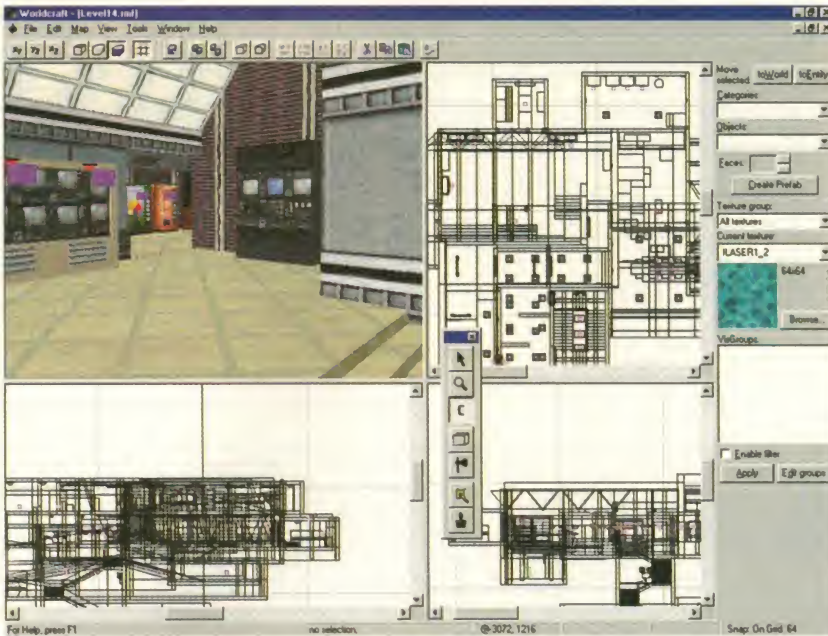 Worldcraft - [Level14.rmf]
File Edit Map View Tools Window Help
Move selected: toWorld toEntity
Categories:
Objects:
Faces:
Create Prefab
Texture group:
All textures
Current texture:
!LASER1_2
64x64
Browse...
VisGroups:
Enable filter
Apply Edit groups
For Help, press F1 no selection. @-3072, 1216 Snap: On Grid: 64